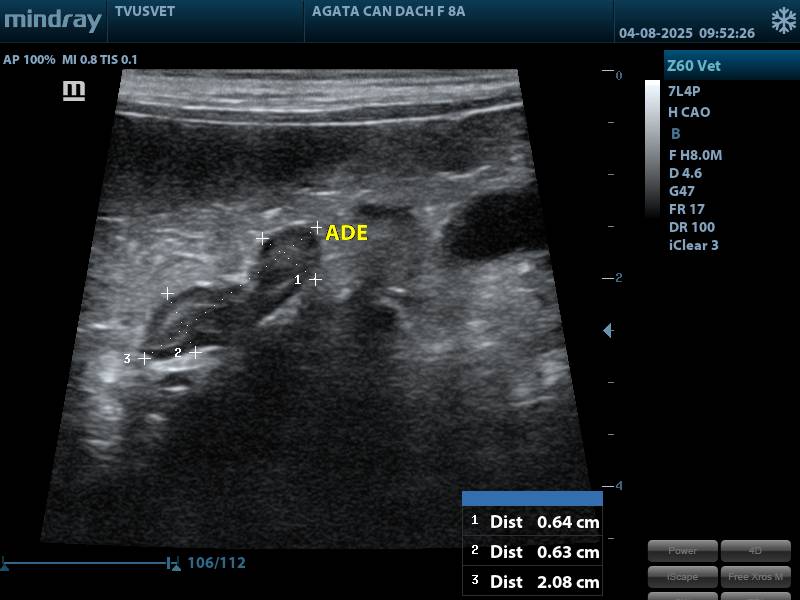 mindray
TVUSVET
AGATA CAN DACH F 8A
04-08-2025 09:52:26
AP 100% MI 0.8 TIS 0.1
m
Z60 Vet
7L4P
H CAO
B
F H8.0M
D 4.6
G47
FR 17
DR 100
iClear 3
0
ADE
1
2
2
3
4
1 Dist 0.64 cm
2 Dist 0.63 cm
3 Dist 2.08 cm
106/112
Power
4D
iScape
Free Xros M